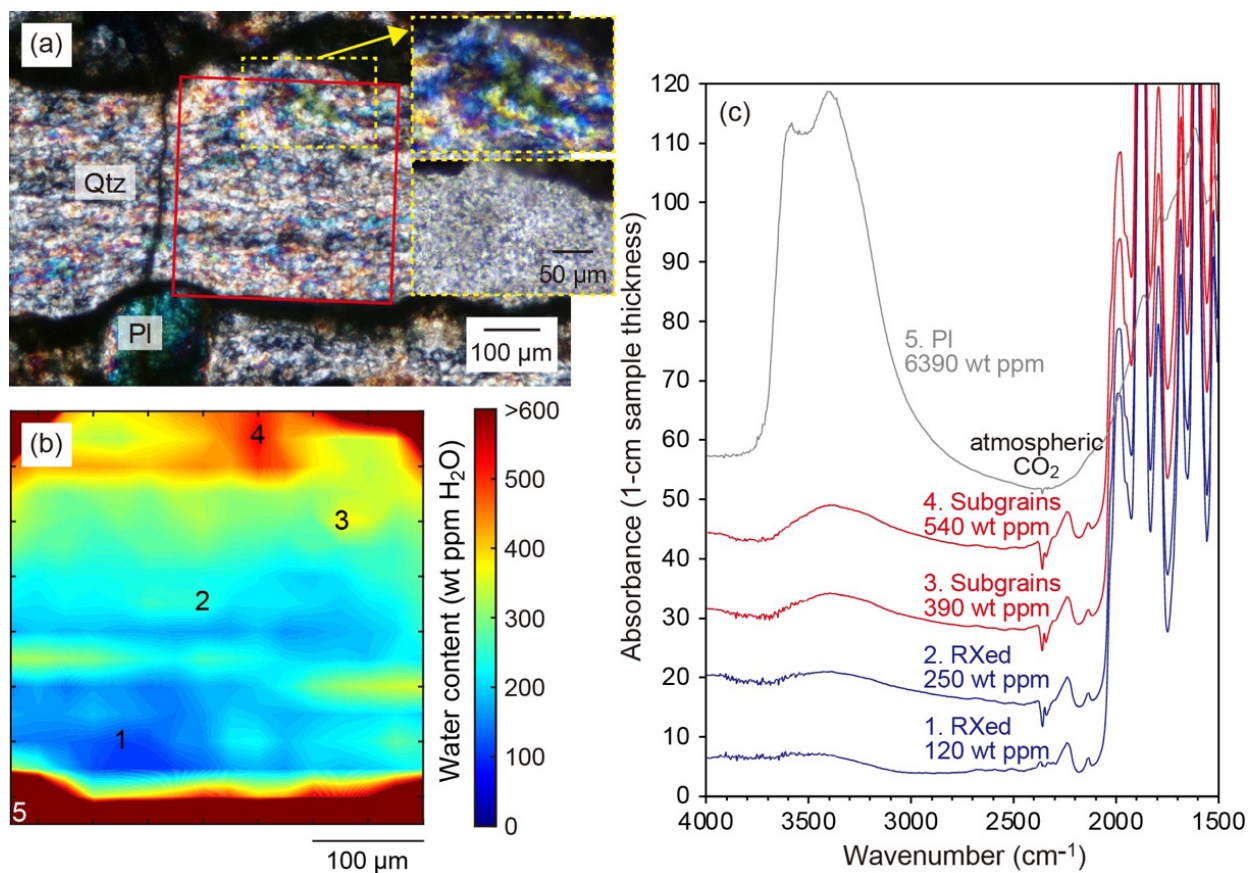 (a)
Qtz
Pl
50 µm
100 µm
(b)
4
3
2
1
5
100 µm
>600
500
400
300
200
100
0
Water content (wt ppm H₂O)
(c)
120
110
100
90
80
70
60
50
40
30
20
10
0
Absorbance (1-cm sample thickness)
5. Pl
6390 wt ppm
atmospheric
CO₂
4. Subgrains
540 wt ppm
3. Subgrains
390 wt ppm
2. RXed
250 wt ppm
1. RXed
120 wt ppm
4000 3500 3000 2500 2000 1500
Wavenumber (cm⁻¹)